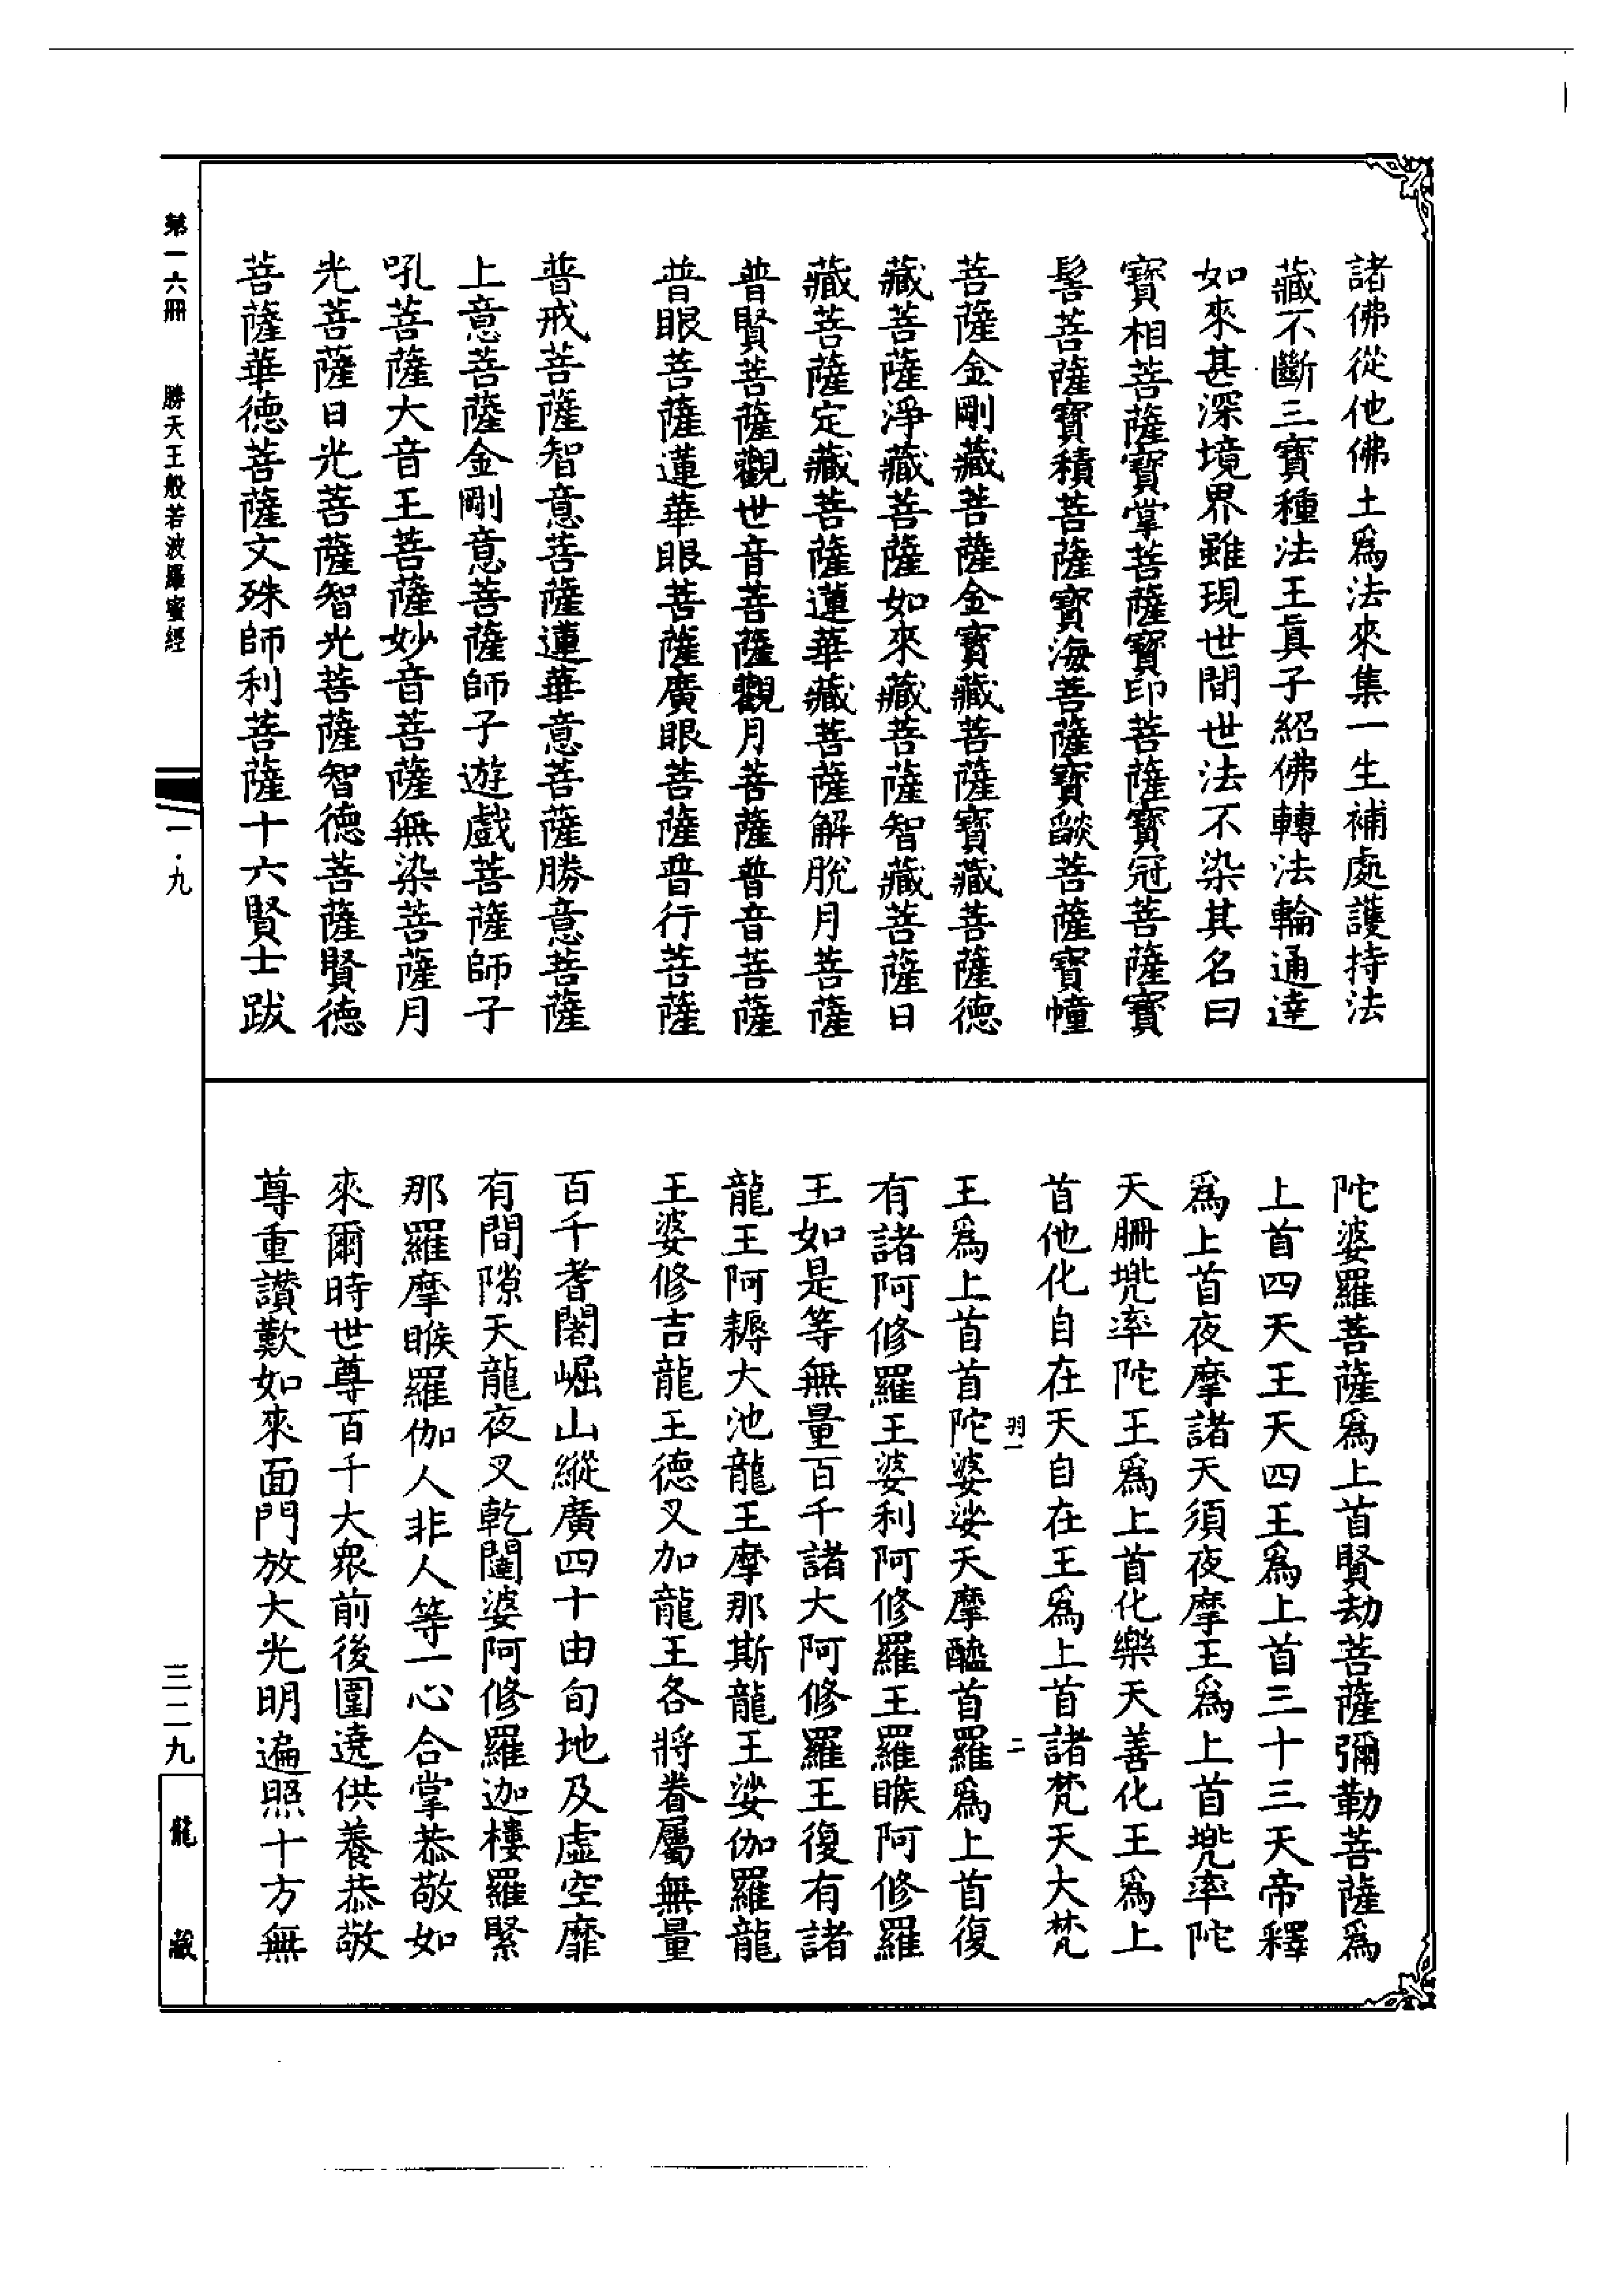 諸佛從他佛土爲法來集一生補處護持法
藏不斷三寶種法王眞子紹佛轉法輪通達
如來甚深境界雖現世間世法不染其名曰
寶相菩薩寶掌菩薩寶印菩薩寶冠菩薩寶
髻菩薩寶積菩薩寶海菩薩寶燄菩薩寶幢
菩薩金剛藏菩薩金寶藏菩薩寶藏菩薩德
藏菩薩淨藏菩薩如來藏菩薩智藏菩薩日
藏菩薩定藏菩薩蓮華藏菩薩解脫月菩薩
普賢菩薩觀世音菩薩觀月菩薩普音菩薩
普眼菩薩蓮華眼菩薩廣眼菩薩普行菩薩
普戒菩薩智意菩薩蓮華意菩薩勝意菩薩
上意菩薩金剛意菩薩師子遊戲菩薩師子
吼菩薩大音王菩薩妙音菩薩無染菩薩月
光菩薩日光菩薩智光菩薩智德菩薩賢德
菩薩華德菩薩文殊師利菩薩十六賢士跋
陀婆羅菩薩爲上首賢劫菩薩彌勒菩薩爲
上首四天王天四王爲上首三十三天帝釋
爲上首夜摩諸天須夜摩王爲上首兠率陀
天刪兠率陀王爲上首化樂天善化王爲上
首他化自在天自在王爲上首諸梵天大梵
羽一 二
王爲上首首陀婆娑天摩醯首羅爲上首復
有諸阿修羅王婆利阿修羅王羅睺阿修羅
王如是等無量百千諸大阿修羅王復有諸
龍王阿耨大池龍王摩那斯龍王娑伽羅龍
王婆修吉龍王德叉加龍王各將眷屬無量
百千耆闍崛山縱廣四十由旬地及虛空靡
有間隙天龍夜叉乾闥婆阿修羅迦樓羅緊
那羅摩睺羅伽人非人等一心合掌恭敬如
來爾時世尊百千大衆前後圍遶供養恭敬
尊重讚歎如來面門放大光明遍照十方無
第一六冊 勝天王般若波羅蜜經 一·九 三二九 龍藏